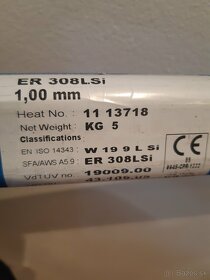 ER 308LSi
1,00 mm
Heat No. : 11 13718
Net Weight: KG 5
Classifications
EN ISO 14343 : W 19 9 L Si
SFA/AWS A5.9 : ER 308LSi
VdTÜV no. : 19009.00
CE